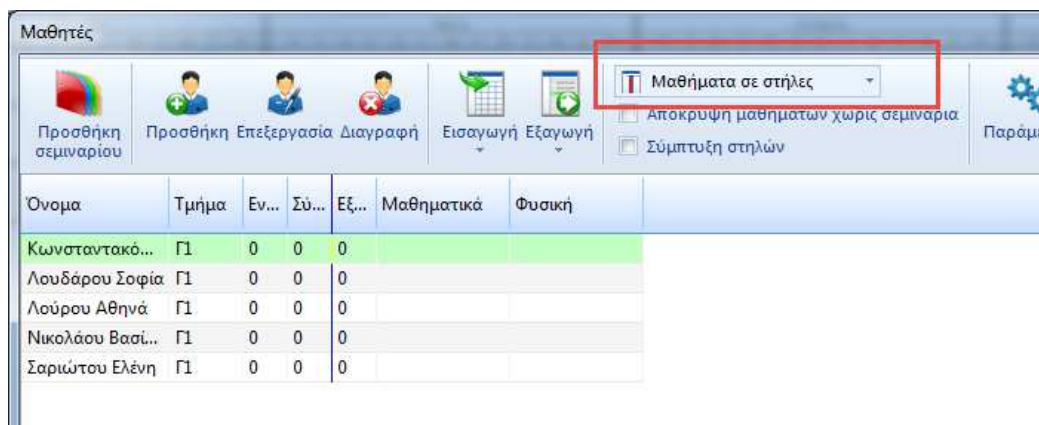 Μαθητές
Προσθήκη σεμιναρίου
Προσθήκη Επεξεργασία Διαγραφή
Εισαγωγή Εξαγωγή
Μαθήματα σε στήλες
Απόκρυψη μαθημάτων χωρίς σεμινάρια
Σύμπτυξη στηλών
Παράμε
Όνομα Τμήμα Εν... Σύ... Εξ... Μαθηματικά Φυσική
Κωνσταντακό... Γ1 0 0 0
Λουδάρου Σοφία Γ1 0 0 0
Λούρου Αθηνά Γ1 0 0 0
Νικολάου Βασί... Γ1 0 0 0
Σαριώτου Ελένη Γ1 0 0 0